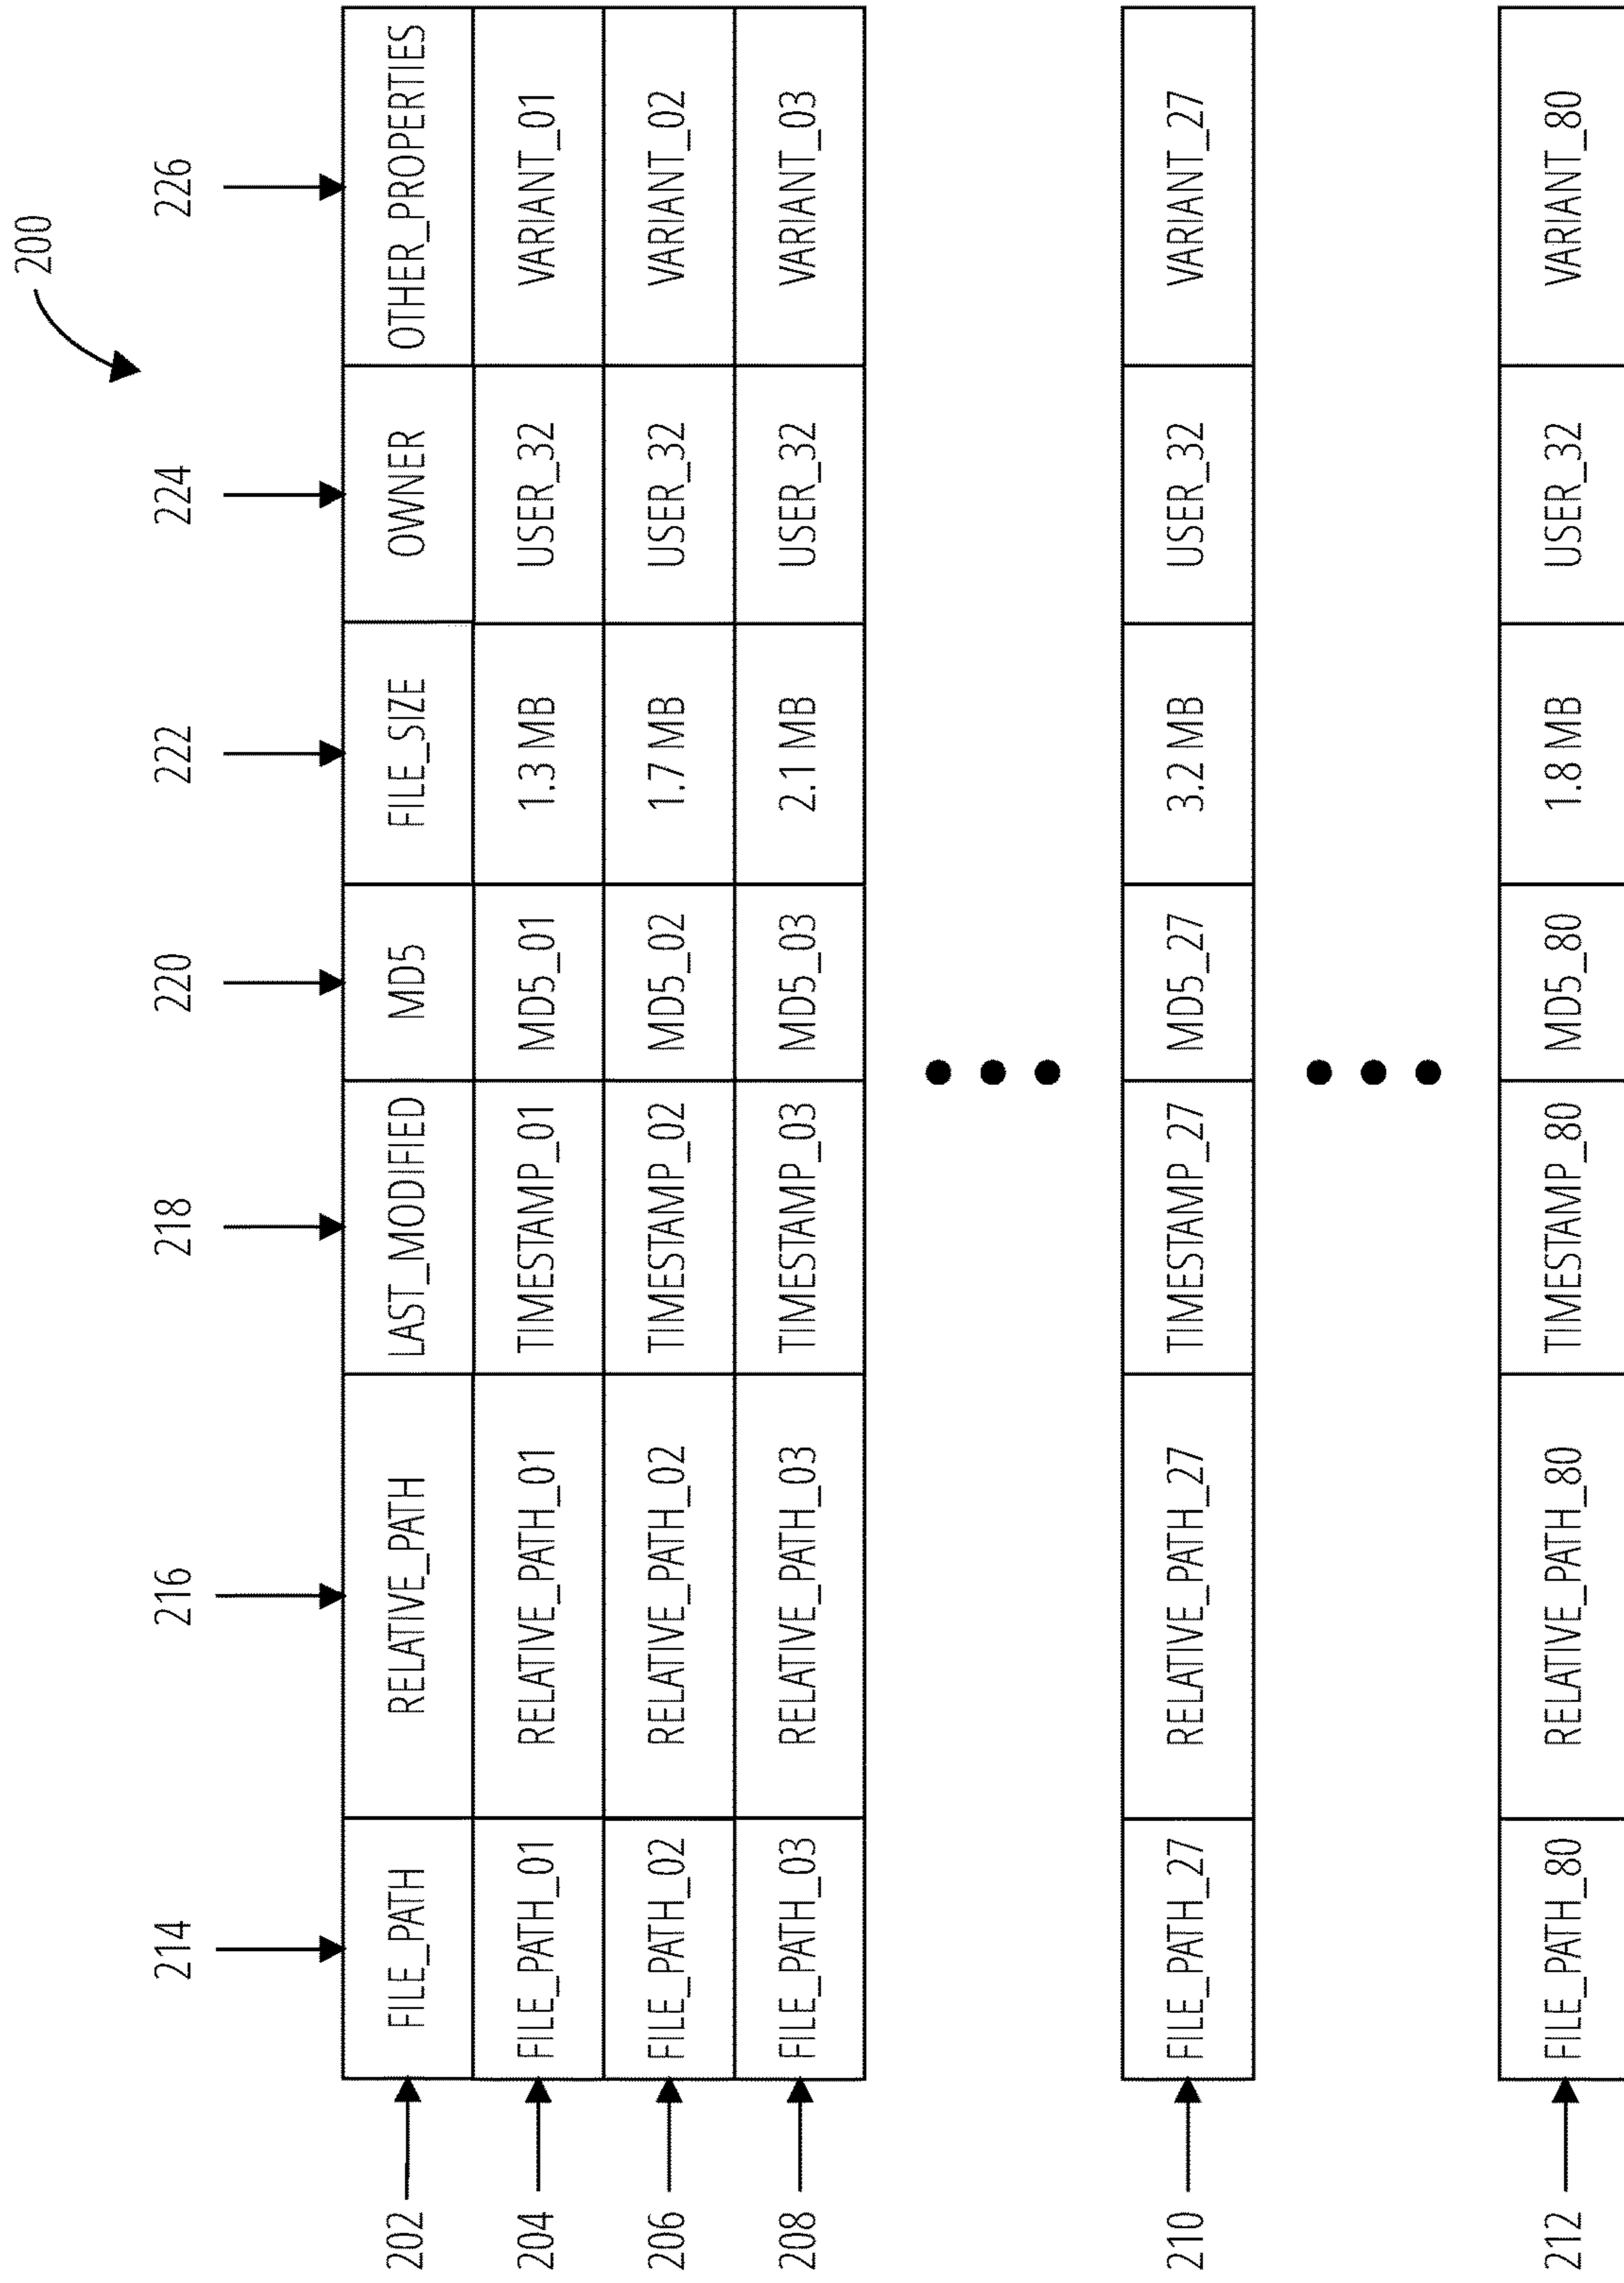 200
214 216 218 220 222 224 226
202 FILE_PATH RELATIVE_PATH LAST_MODIFIED MD5 FILE_SIZE OWNER OTHER_PROPERTIES
204 FILE_PATH_01 RELATIVE_PATH_01 TIMESTAMP_01 MD5_01 1.3 MB USER_32 VARIANT_01
206 FILE_PATH_02 RELATIVE_PATH_02 TIMESTAMP_02 MD5_02 1.7 MB USER_32 VARIANT_02
208 FILE_PATH_03 RELATIVE_PATH_03 TIMESTAMP_03 MD5_03 2.1 MB USER_32 VARIANT_03
210 FILE_PATH_27 RELATIVE_PATH_27 TIMESTAMP_27 MD5_27 3.2 MB USER_32 VARIANT_27
212 FILE_PATH_80 RELATIVE_PATH_80 TIMESTAMP_80 MD5_80 1.8 MB USER_32 VARIANT_80